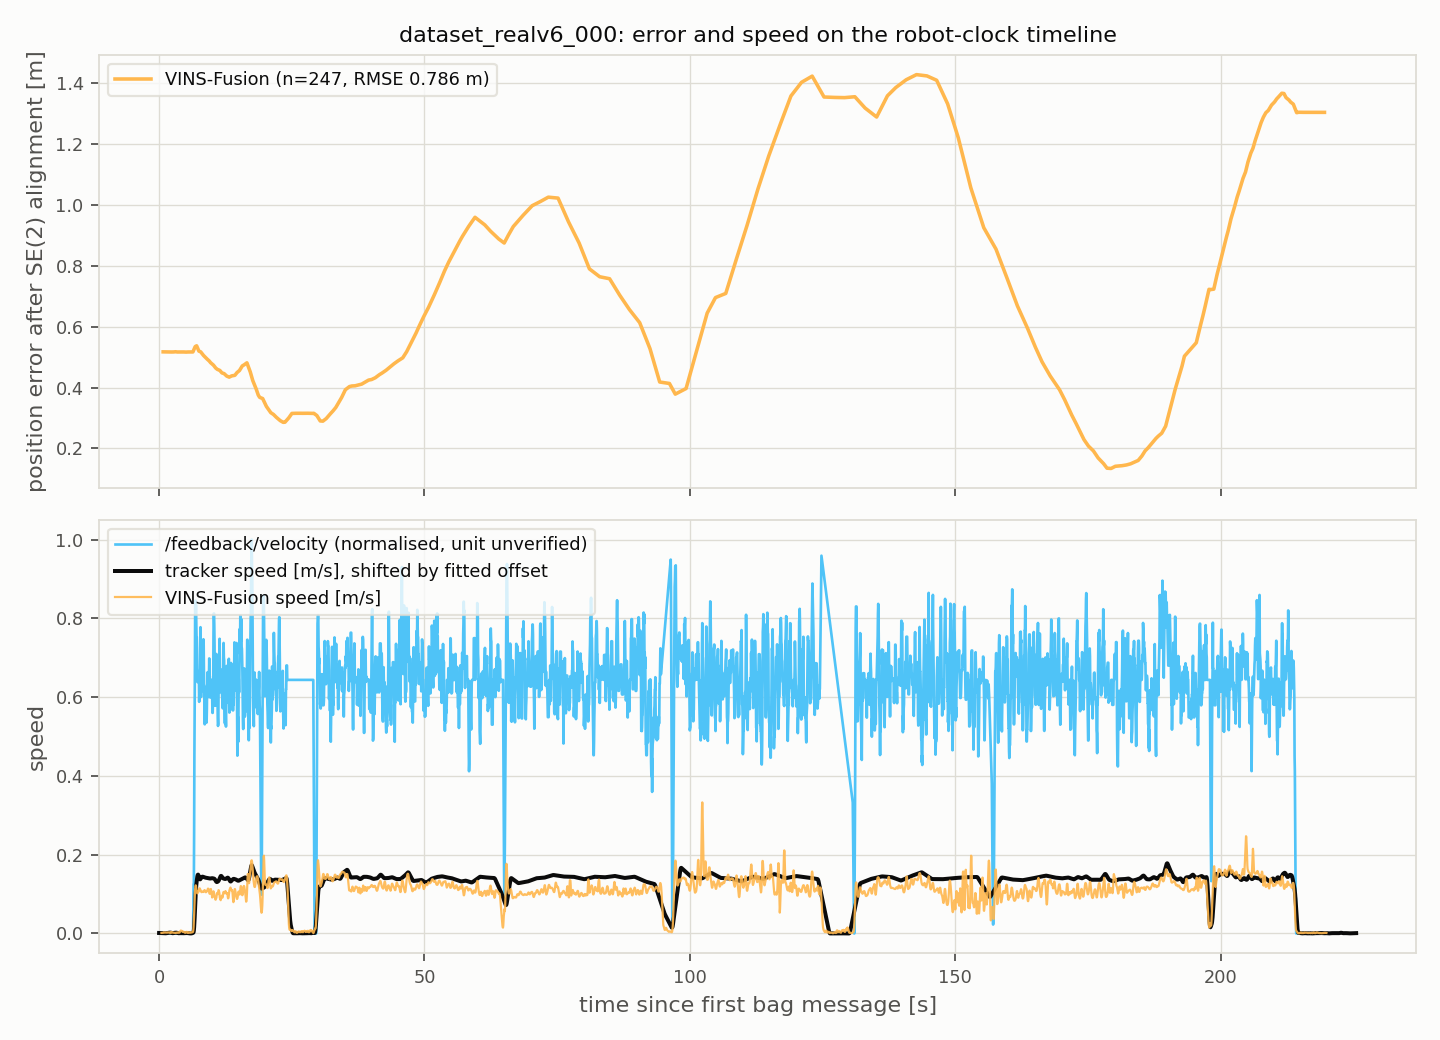 dataset_realv6_000: error and speed on the robot-clock timeline
position error after SE(2) alignment [m]
VINS-Fusion (n=247, RMSE 0.786 m)
1.4
1.2
1.0
0.8
0.6
0.4
0.2
speed
/feedback/velocity (normalised, unit unverified)
tracker speed [m/s], shifted by fitted offset
VINS-Fusion speed [m/s]
1.0
0.8
0.6
0.4
0.2
0.0
0 50 100 150 200
time since first bag message [s]